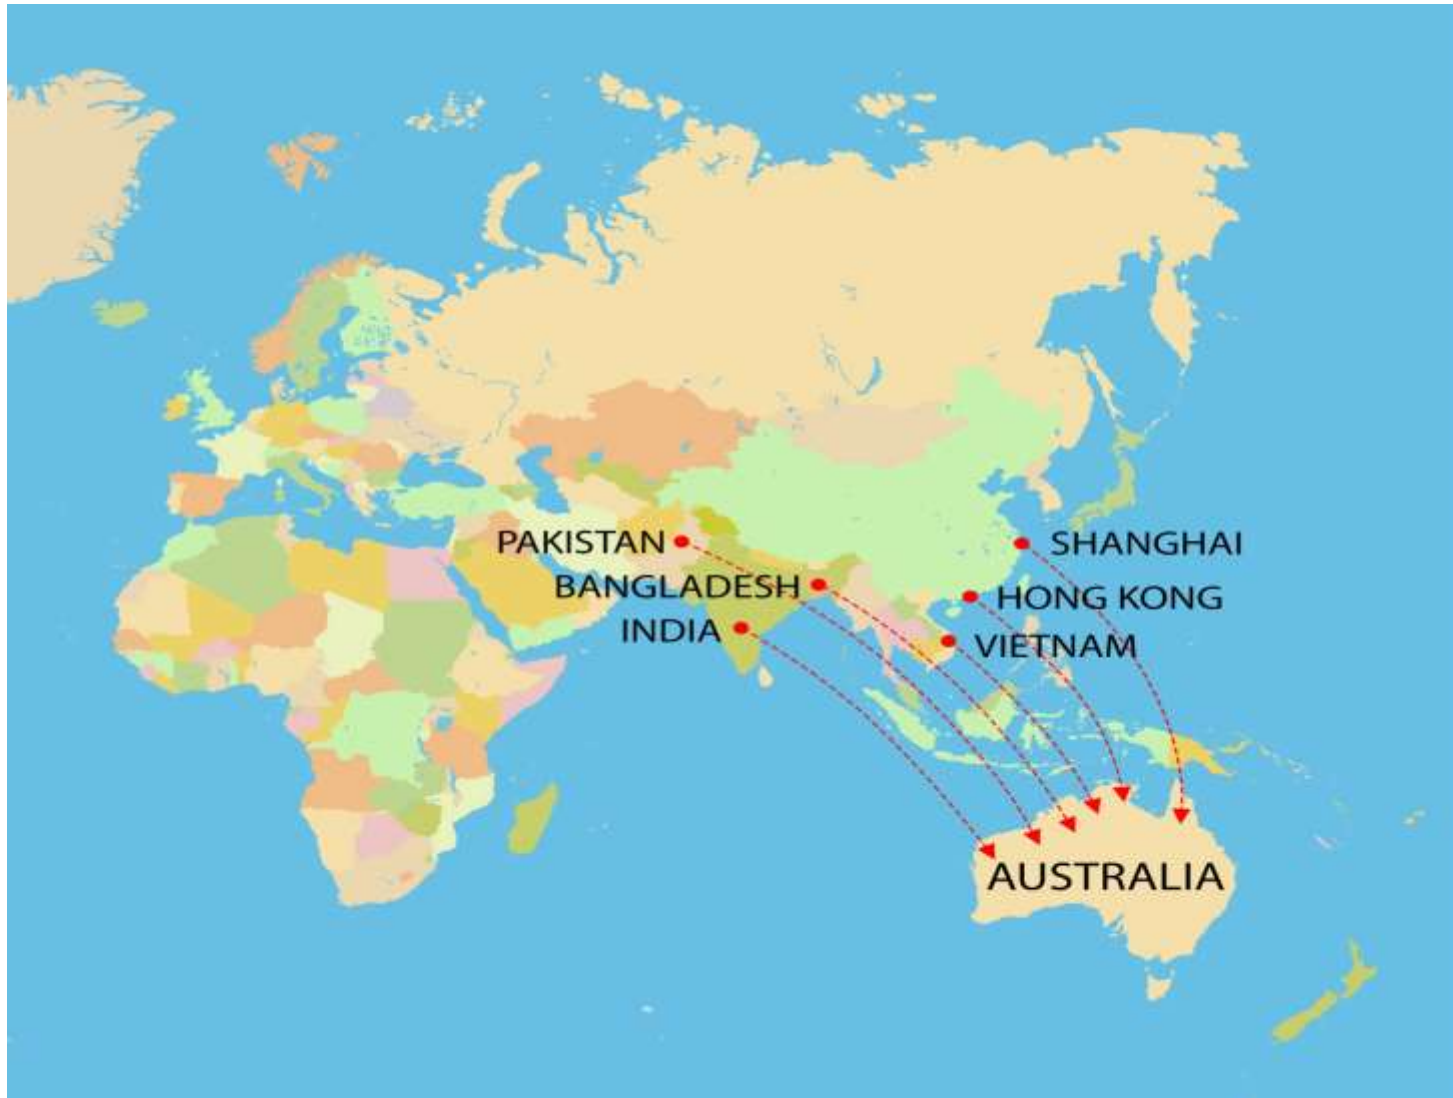 PAKISTAN
SHANGHAI
BANGLADESH
HONG KONG
INDIA
VIETNAM
AUSTRALIA